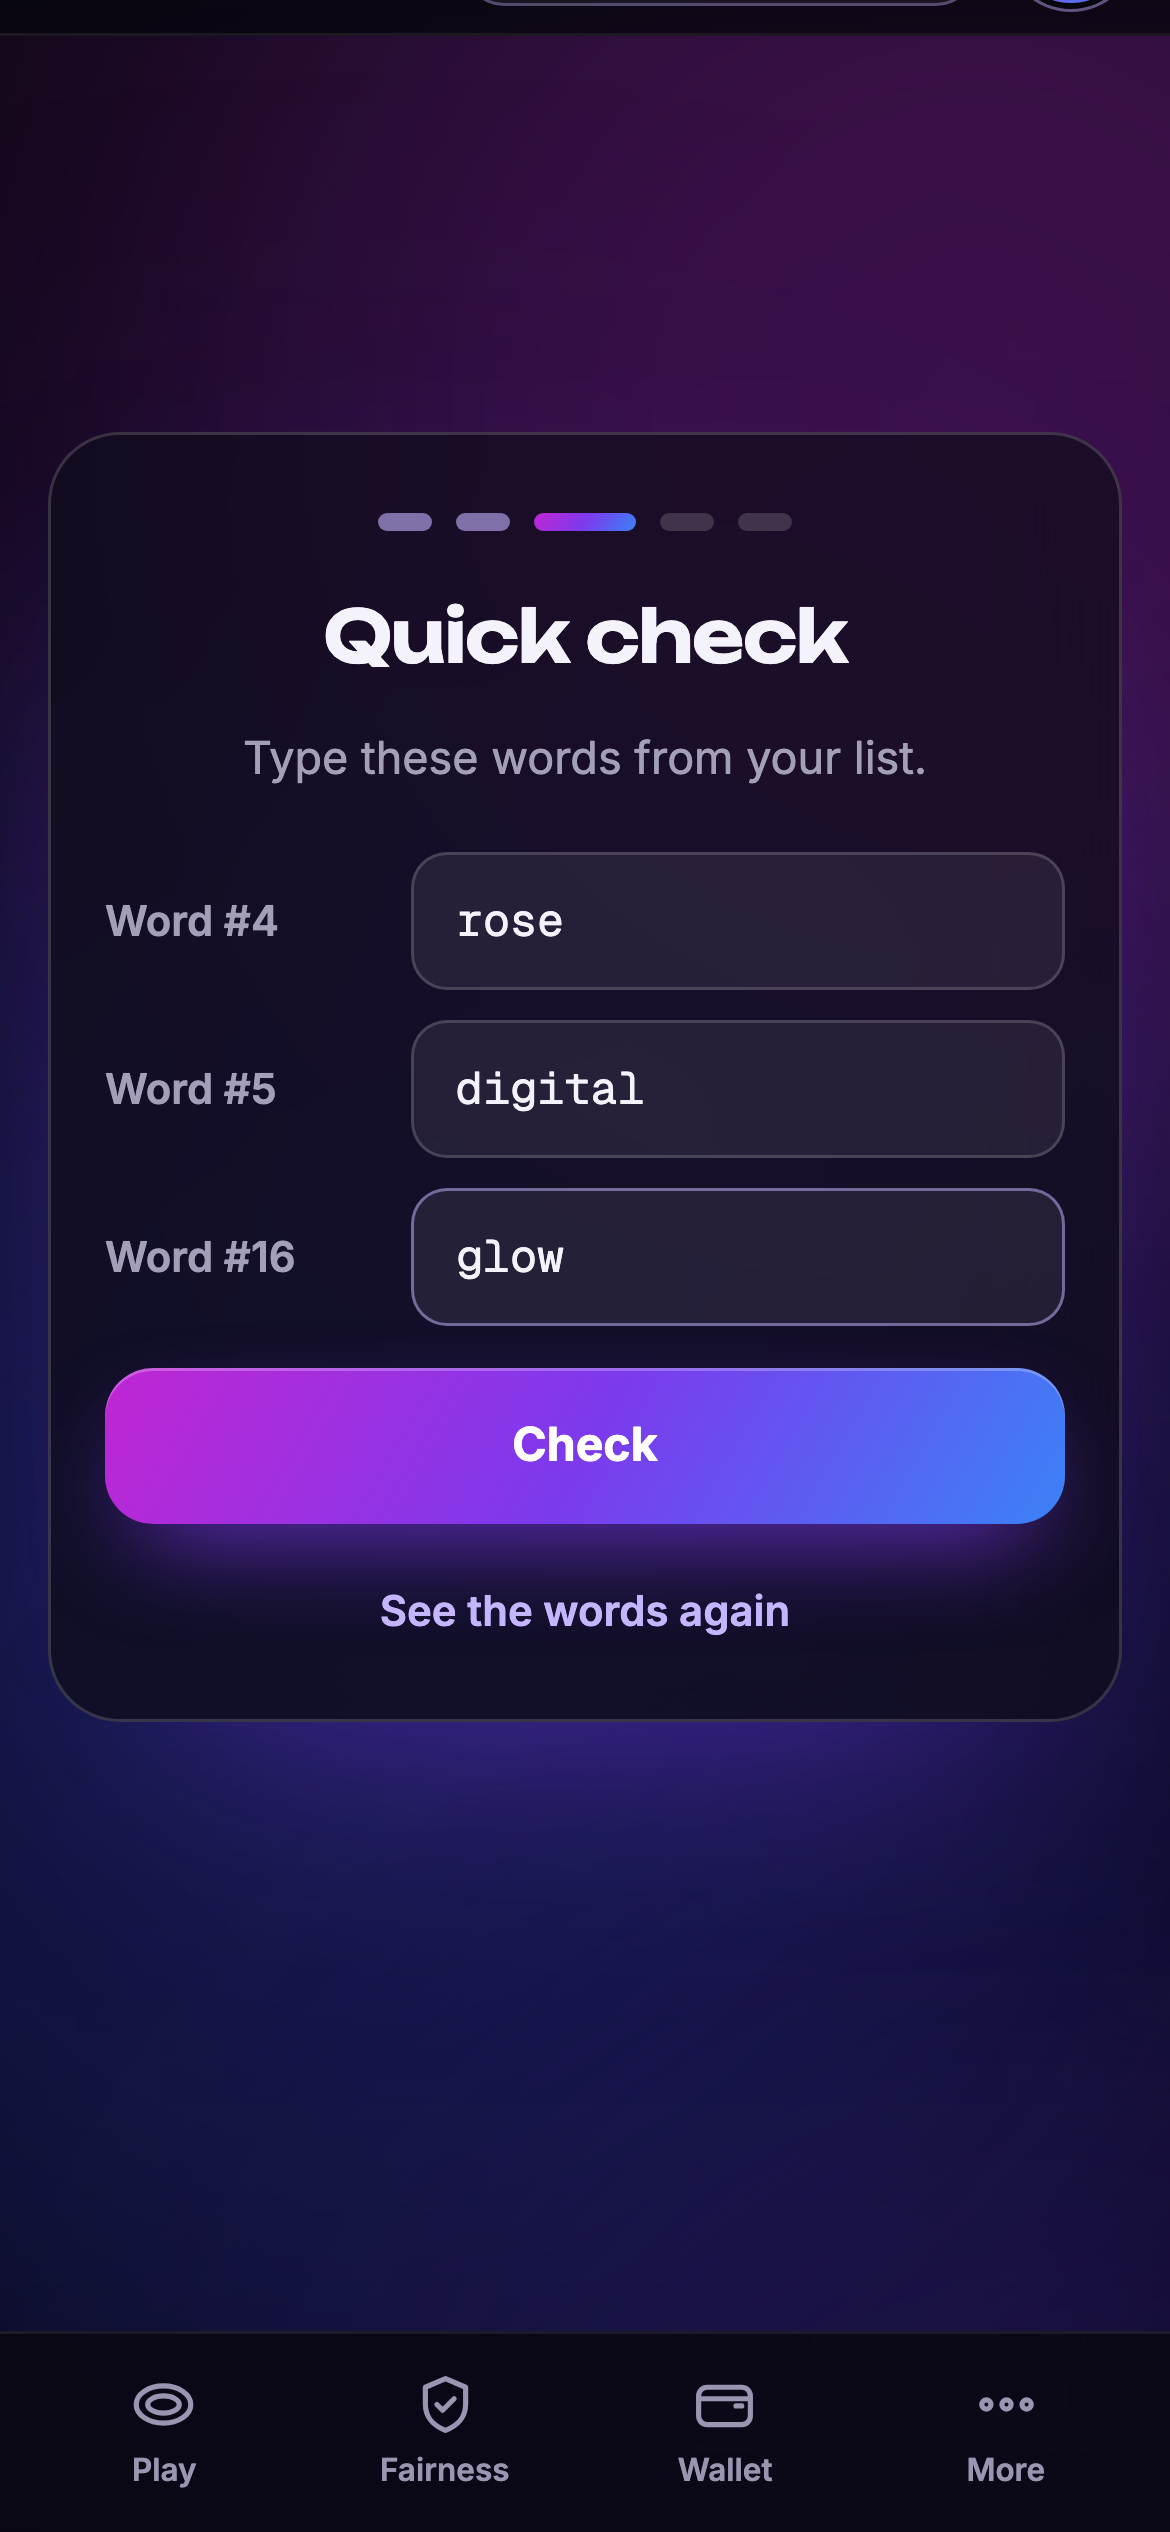 Quick check
Type these words from your list.
Word #4
rose
Word #5
digital
Word #16
glow
Check
See the words again
Play
Fairness
Wallet
More